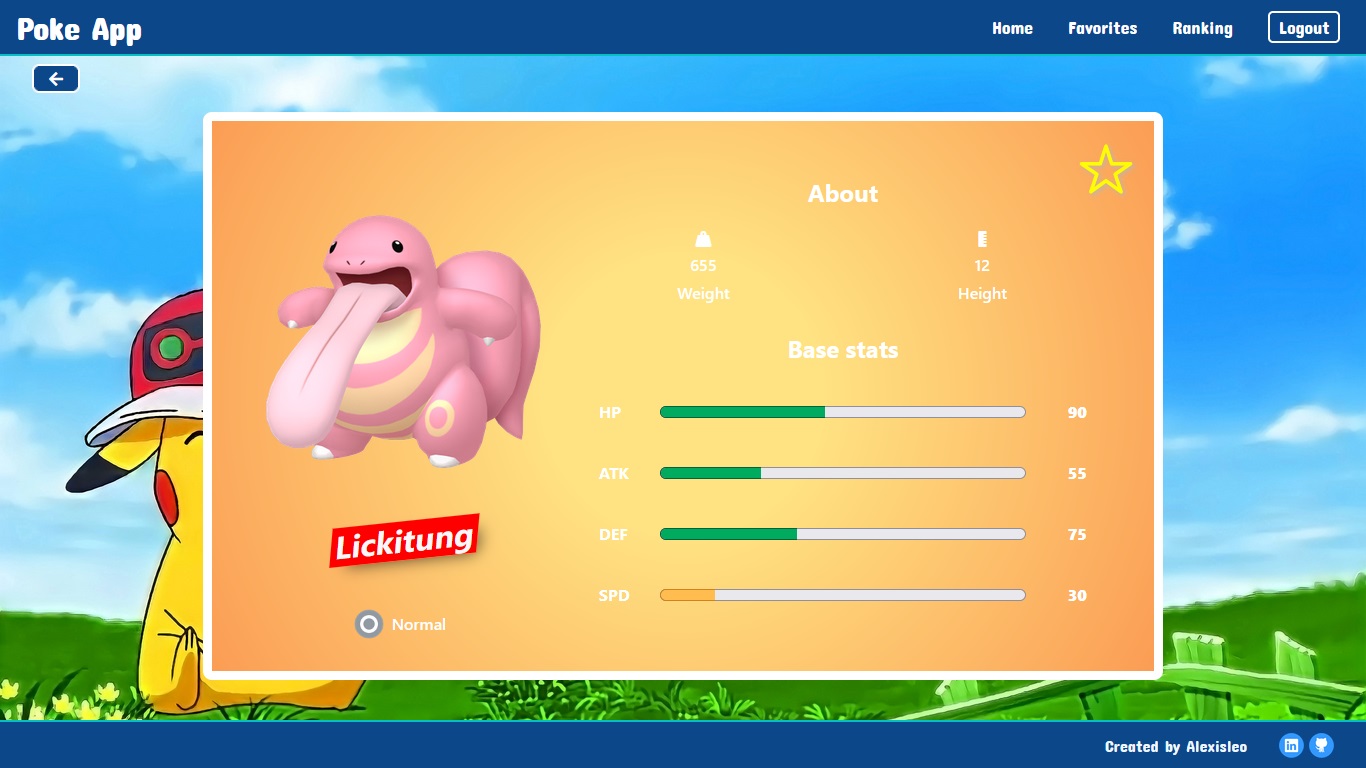 Poke App
Home Favorites Ranking Logout
About
655
Weight
12
Height
Base stats
HP 90
ATK 55
DEF 75
SPD 30
Lickitung
Normal
Created by Alexisleo
in